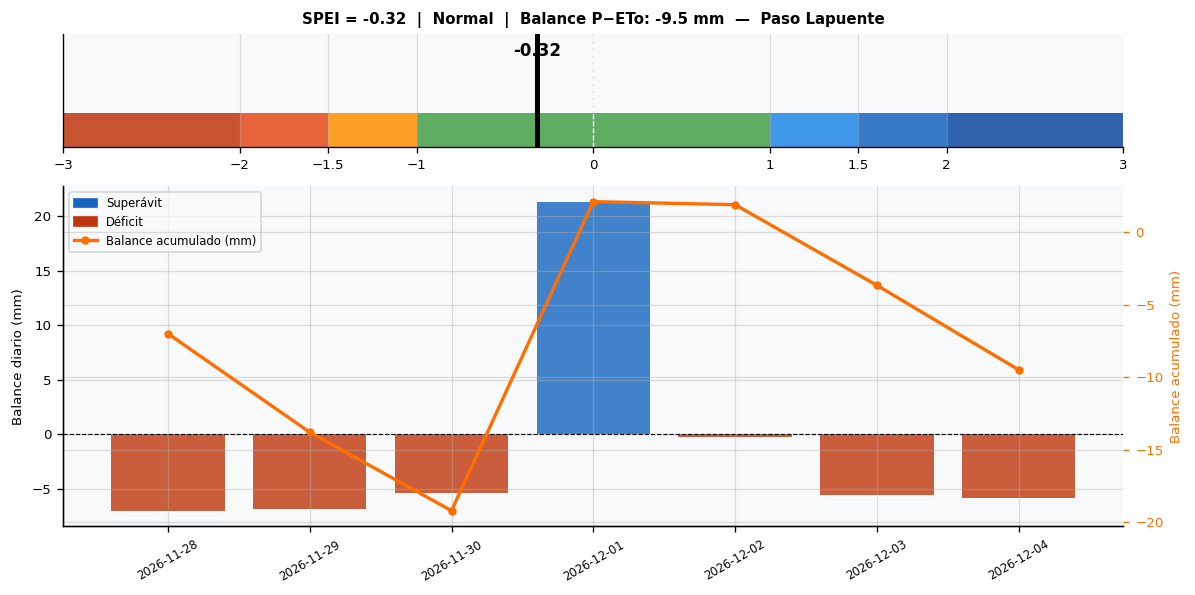 SPEI = -0.32 | Normal | Balance P−ETo: -9.5 mm — Paso Lapuente
-0.32
−3 −2 −1.5 −1 0 1 1.5 2 3
Superávit
Déficit
Balance acumulado (mm)
Balance diario (mm)
20
15
10
5
0
−5
0
−5
−10
−15
−20
Balance acumulado (mm)
2026-11-28 2026-11-29 2026-11-30 2026-12-01 2026-12-02 2026-12-03 2026-12-04